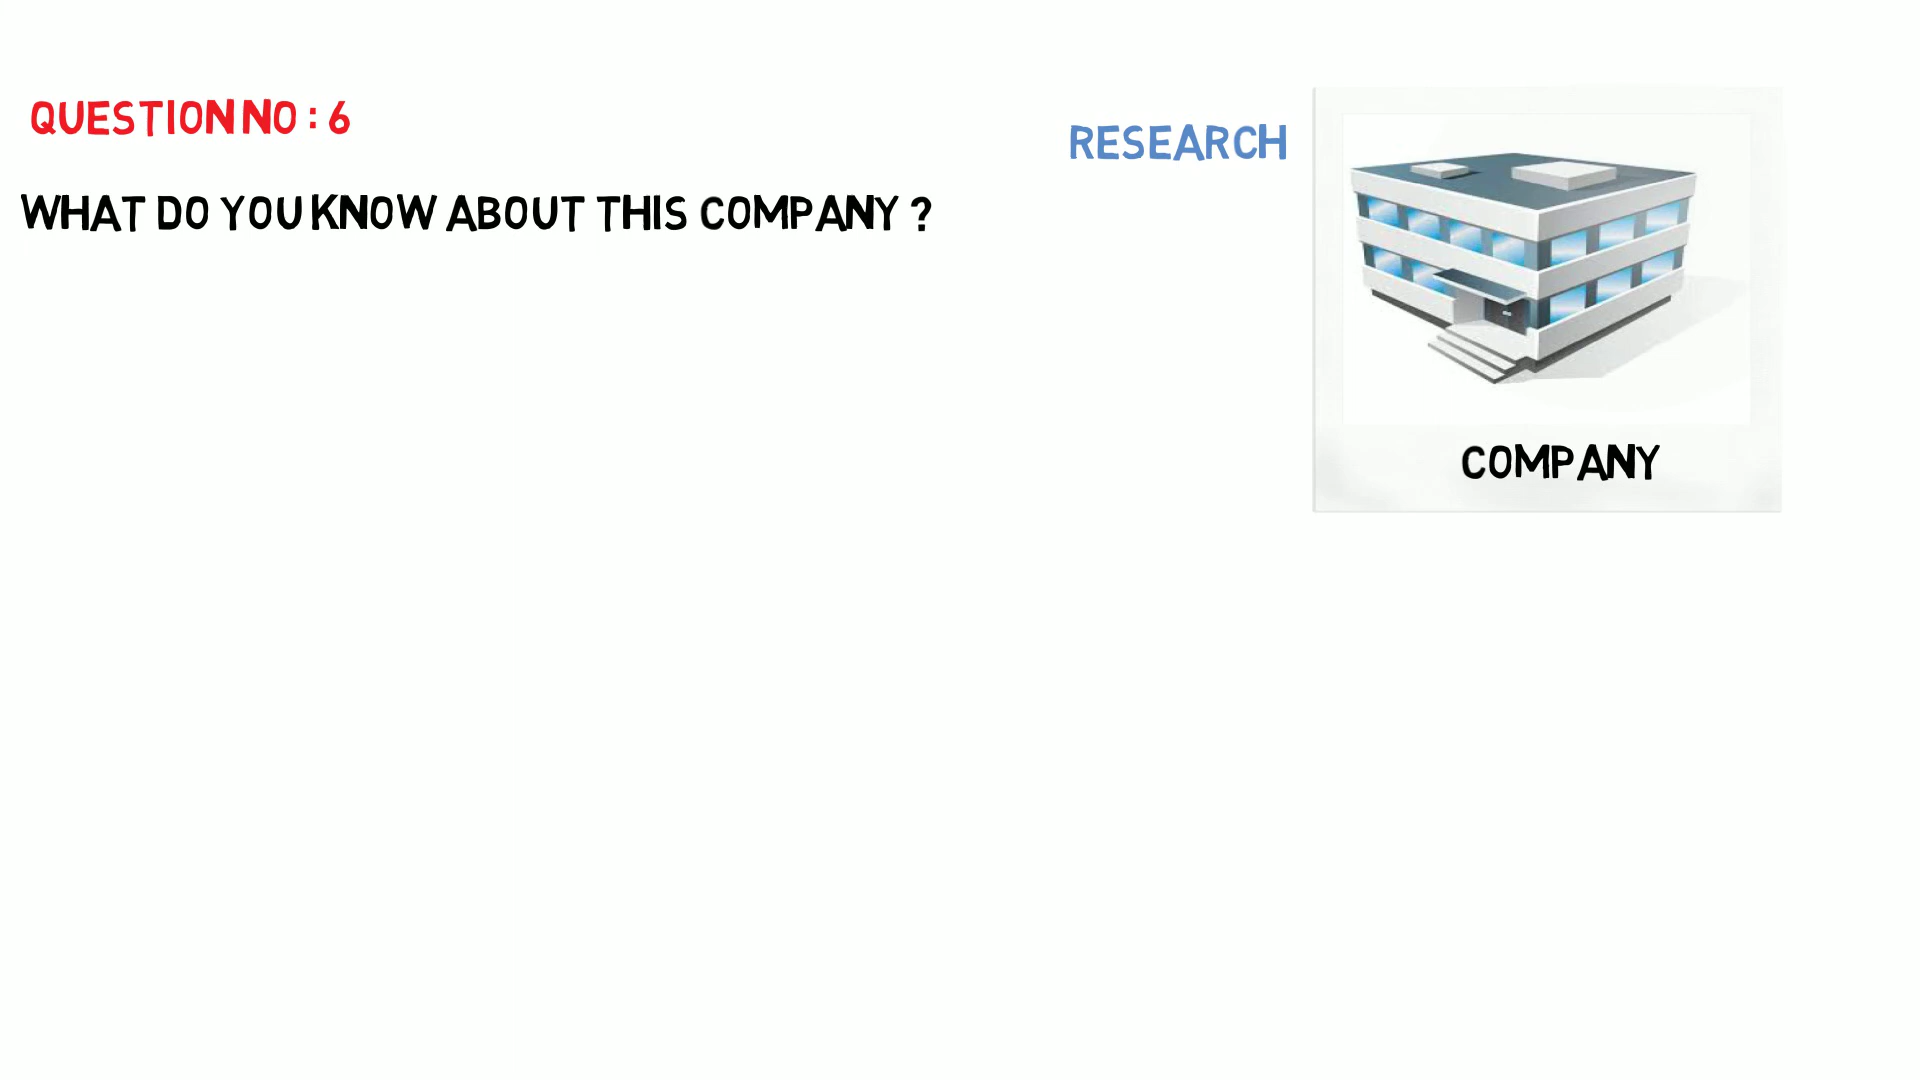 QUESTION NO : 6
RESEARCH
WHAT DO YOU KNOW ABOUT THIS COMPANY ?
COMPANY